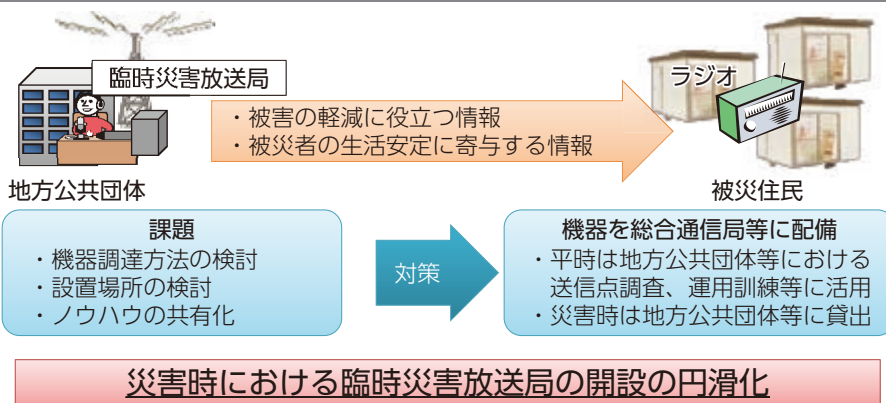 臨時災害放送局
ラジオ
・被害の軽減に役立つ情報
・被災者の生活安定に寄与する情報
地方公共団体
被災住民
課題
・機器調達方法の検討
・設置場所の検討
・ノウハウの共有化
対策
機器を総合通信局等に配備
・平時は地方公共団体等における
送信点調査、運用訓練等に活用
・災害時は地方公共団体等に貸出
災害時における臨時災害放送局の開設の円滑化